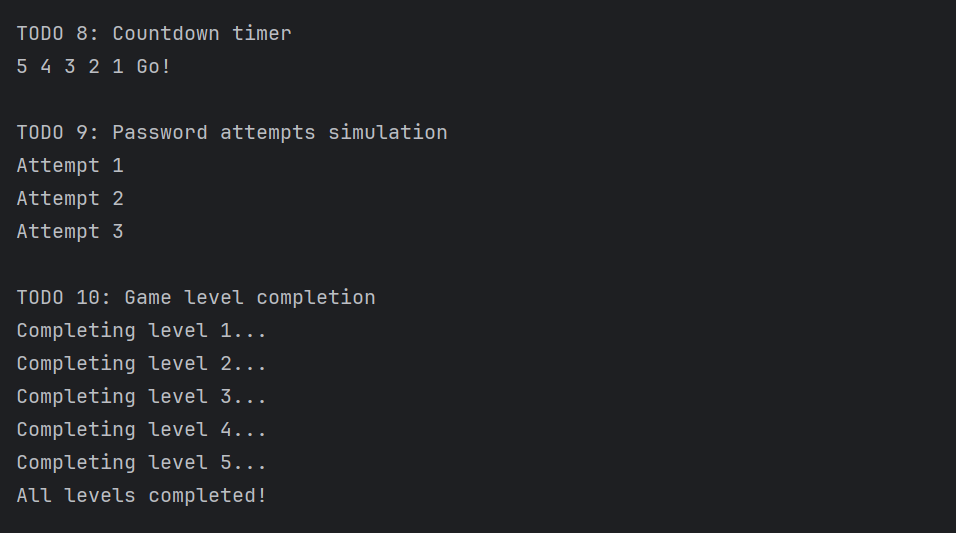 TODO 8: Countdown timer
5 4 3 2 1 Go!
TODO 9: Password attempts simulation
Attempt 1
Attempt 2
Attempt 3
TODO 10: Game level completion
Completing level 1...
Completing level 2...
Completing level 3...
Completing level 4...
Completing level 5...
All levels completed!